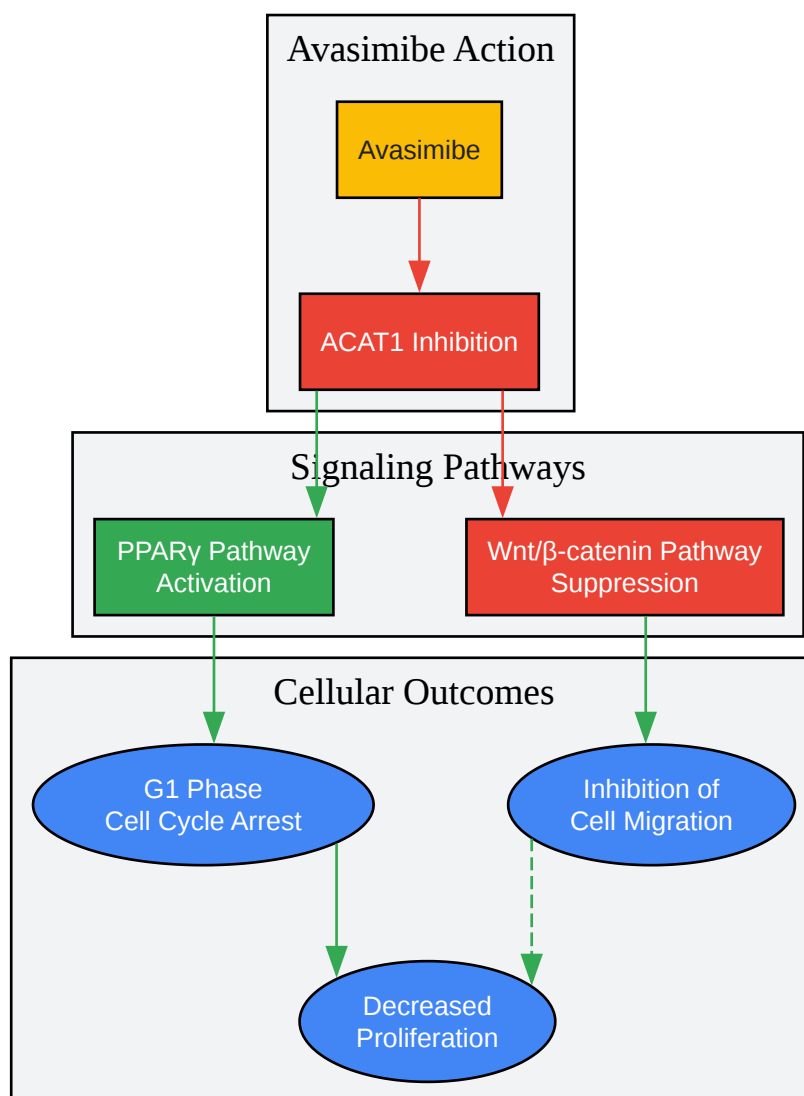 Avasimibe Action
Avasimibe
ACAT1 Inhibition
Signaling Pathways
PPARγ Pathway
Activation
Wnt/β-catenin Pathway
Suppression
Cellular Outcomes
G1 Phase
Cell Cycle Arrest
Inhibition of
Cell Migration
Decreased
Proliferation